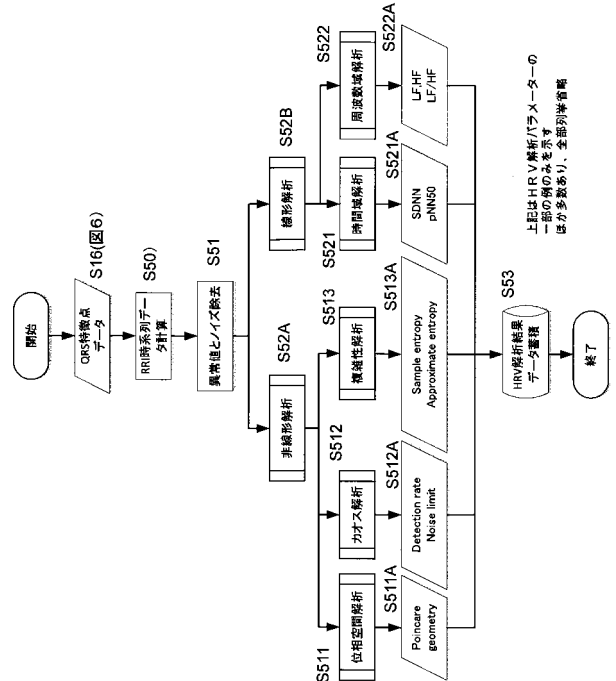 開始
QRS特徴点
データ
S16(図6)
RRI時系列デー
タ計算
S50)
異常値とノイズ除去
S51
非線形解析
S52A
線形解析
S52B
S511
位相空間解析
S512
カオス解析
S513
複雑性解析
S521
時間域解析
S522
周波数域解析
S511A
Poincare
geometry
S512A
Detection rate
Noise limit
S513A
Sample entropy
Approximate entropy
S521A
SDNN
pNN50
S522A
LF,HF
LF/HF
S53
HRV解析結果
データ蓄積
終了
上記はHRV解析パラメーターの
一部の例のみを示す
ほか多数あり、全部列挙省略